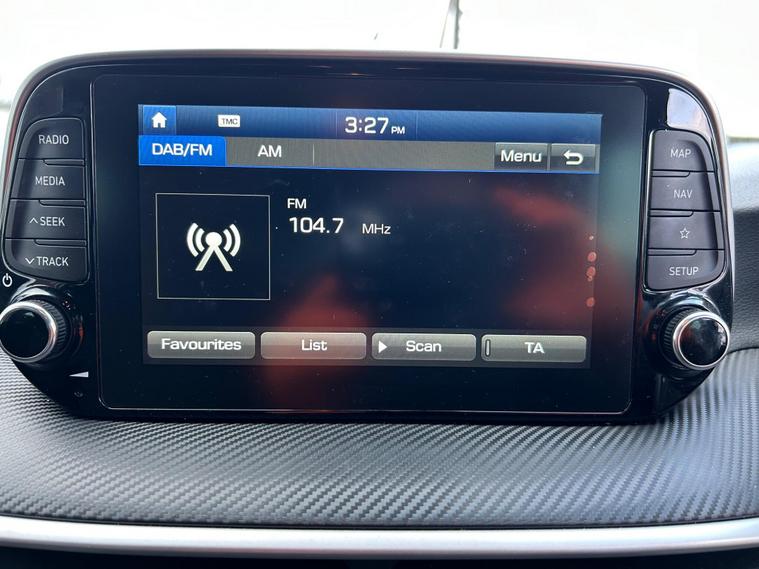 TMC
3:27 PM
DAB/FM AM Menu
FM
104.7 MHz
Favourites List Scan TA
RADIO
MEDIA
SEEK
TRACK
MAP
NAV
SETUP